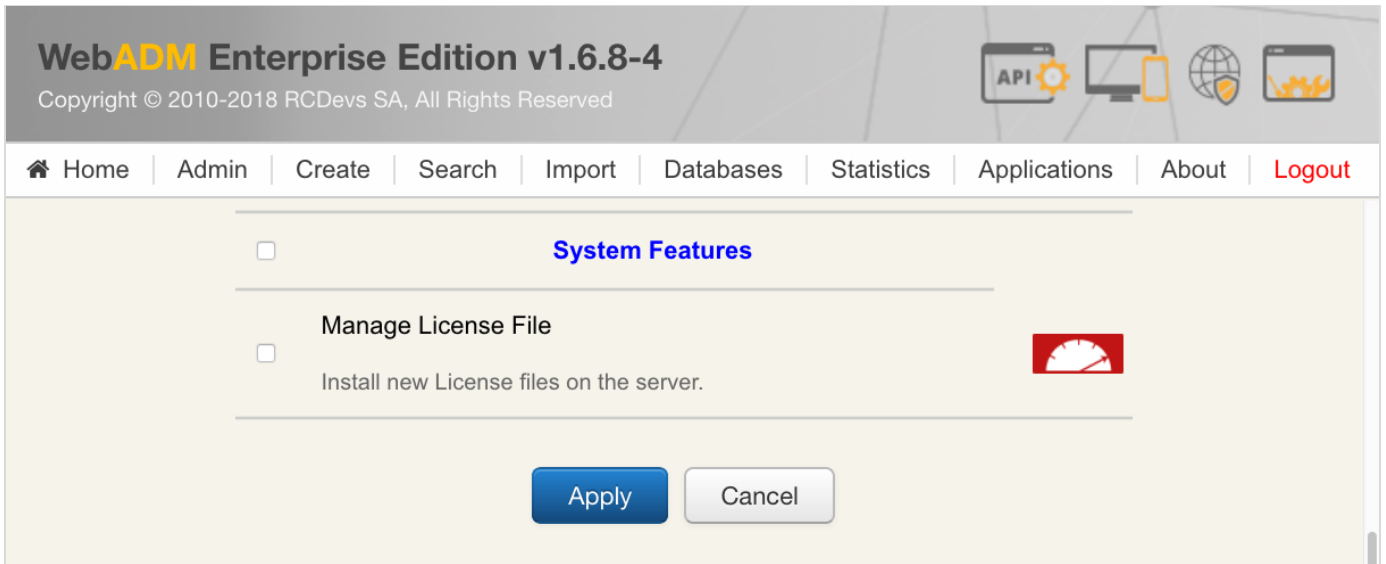 WebADM Enterprise Edition v1.6.8-4
Copyright © 2010-2018 RCDevs SA, All Rights Reserved
API
Home Admin Create Search Import Databases Statistics Applications About Logout
System Features
Manage License File
Install new License files on the server.
Apply Cancel